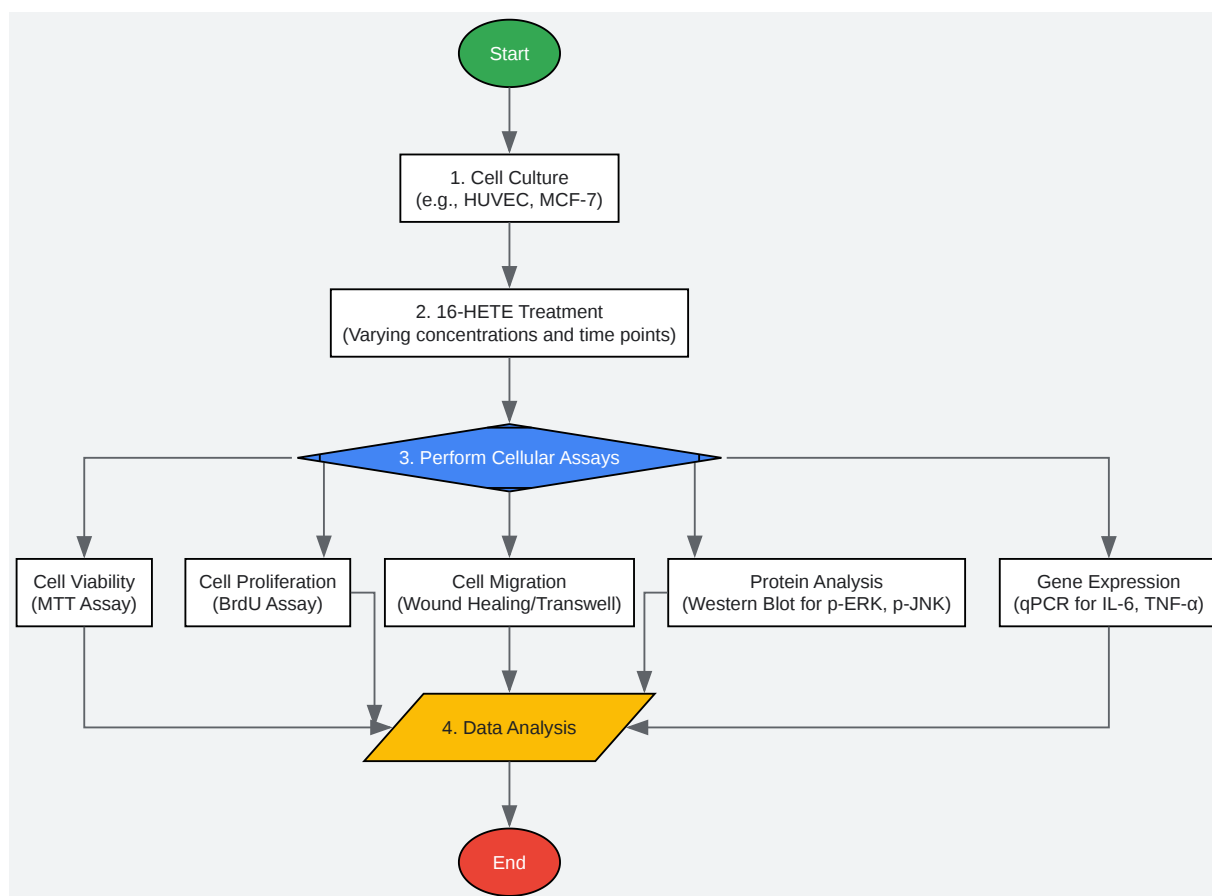 Start
1. Cell Culture
(e.g., HUVEC, MCF-7)
2. 16-HETE Treatment
(Varying concentrations and time points)
3. Perform Cellular Assays
Cell Viability
(MTT Assay)
Cell Proliferation
(BrdU Assay)
Cell Migration
(Wound Healing/Transwell)
Protein Analysis
(Western Blot for p-ERK, p-JNK)
Gene Expression
(qPCR for IL-6, TNF-α)
4. Data Analysis
End